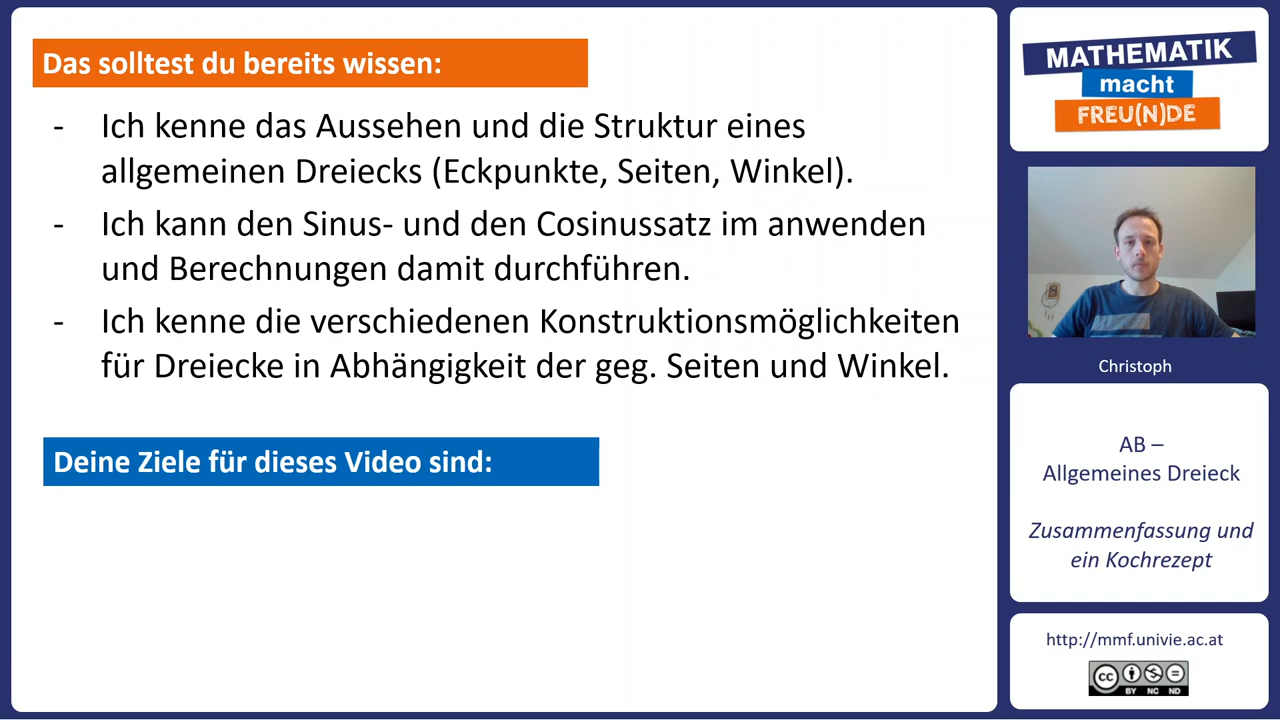 Das solltest du bereits wissen:
- Ich kenne das Aussehen und die Struktur eines
allgemeinen Dreiecks (Eckpunkte, Seiten, Winkel).
- Ich kann den Sinus- und den Cosinussatz im anwenden
und Berechnungen damit durchführen.
- Ich kenne die verschiedenen Konstruktionsmöglichkeiten
für Dreiecke in Abhängigkeit der geg. Seiten und Winkel.
Deine Ziele für dieses Video sind:
MATHEMATIK
macht
FREU(N)DE
Christoph
AB –
Allgemeines Dreieck
Zusammenfassung und
ein Kochrezept
http://mmf.univie.ac.at
cc
BY NC ND